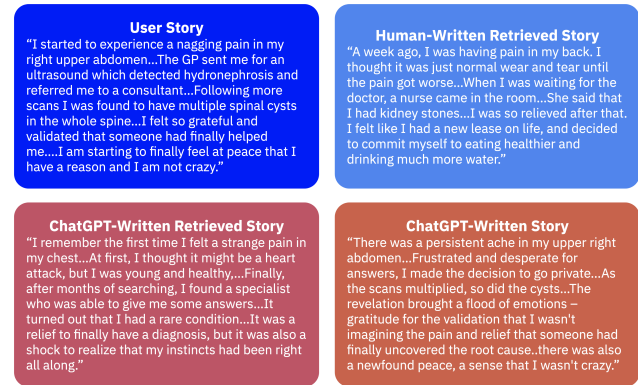 User Story
“I started to experience a nagging pain in my
right upper abdomen...The GP sent me for an
ultrasound which detected hydronephrosis and
referred me to a consultant...Following more
scans I was found to have multiple spinal cysts
in the whole spine...I felt so grateful and
validated that someone had finally helped
me....I am starting to finally feel at peace that I
have a reason and I am not crazy.”
Human-Written Retrieved Story
“A week ago, I was having pain in my back. I
thought it was just normal wear and tear until
the pain got worse...When I was waiting for the
doctor, a nurse came in the room...She said that
I had kidney stones...I was so relieved after that.
I felt like I had a new lease on life, and decided
to commit myself to eating healthier and
drinking much more water.”
ChatGPT-Written Retrieved Story
“I remember the first time I felt a strange pain in
my chest...At first, I thought it might be a heart
attack, but I was young and healthy,...Finally,
after months of searching, I found a specialist
who was able to give me some answers...It
turned out that I had a rare condition...It was a
relief to finally have a diagnosis, but it was also a
shock to realize that my instincts had been right
all along.”
ChatGPT-Written Story
“There was a persistent ache in my upper right
abdomen...Frustrated and desperate for
answers, I made the decision to go private...As
the scans multiplied, so did the cysts...The
revelation brought a flood of emotions –
gratitude for the validation that I wasn't
imagining the pain and relief that someone had
finally uncovered the root cause..there was also
a newfound peace, a sense that I wasn't crazy.”